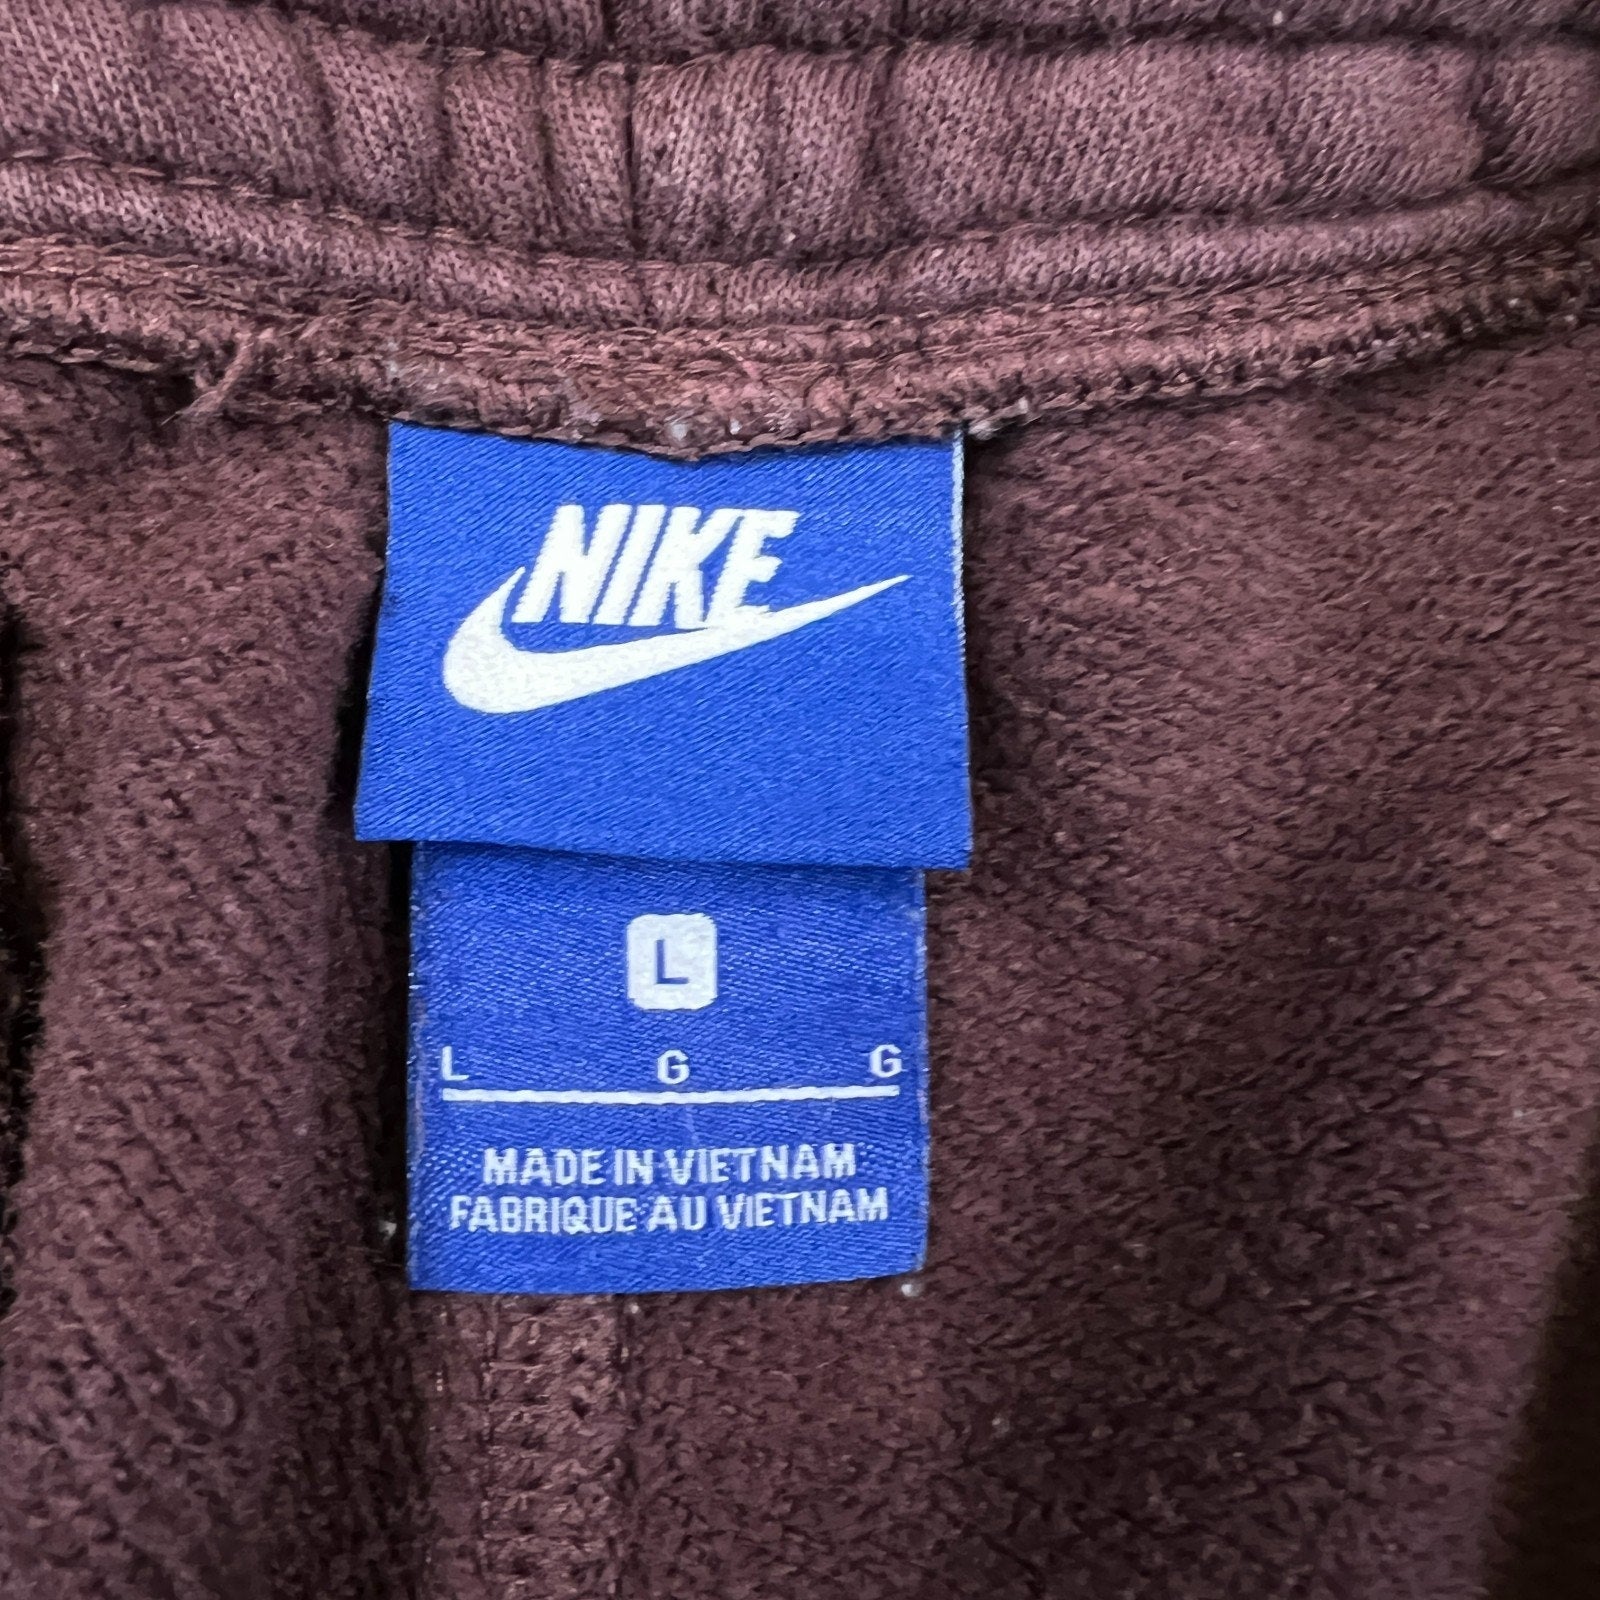 NIKE
L
L G G
MADE IN VIETNAM
FABRIQUE AU VIETNAM